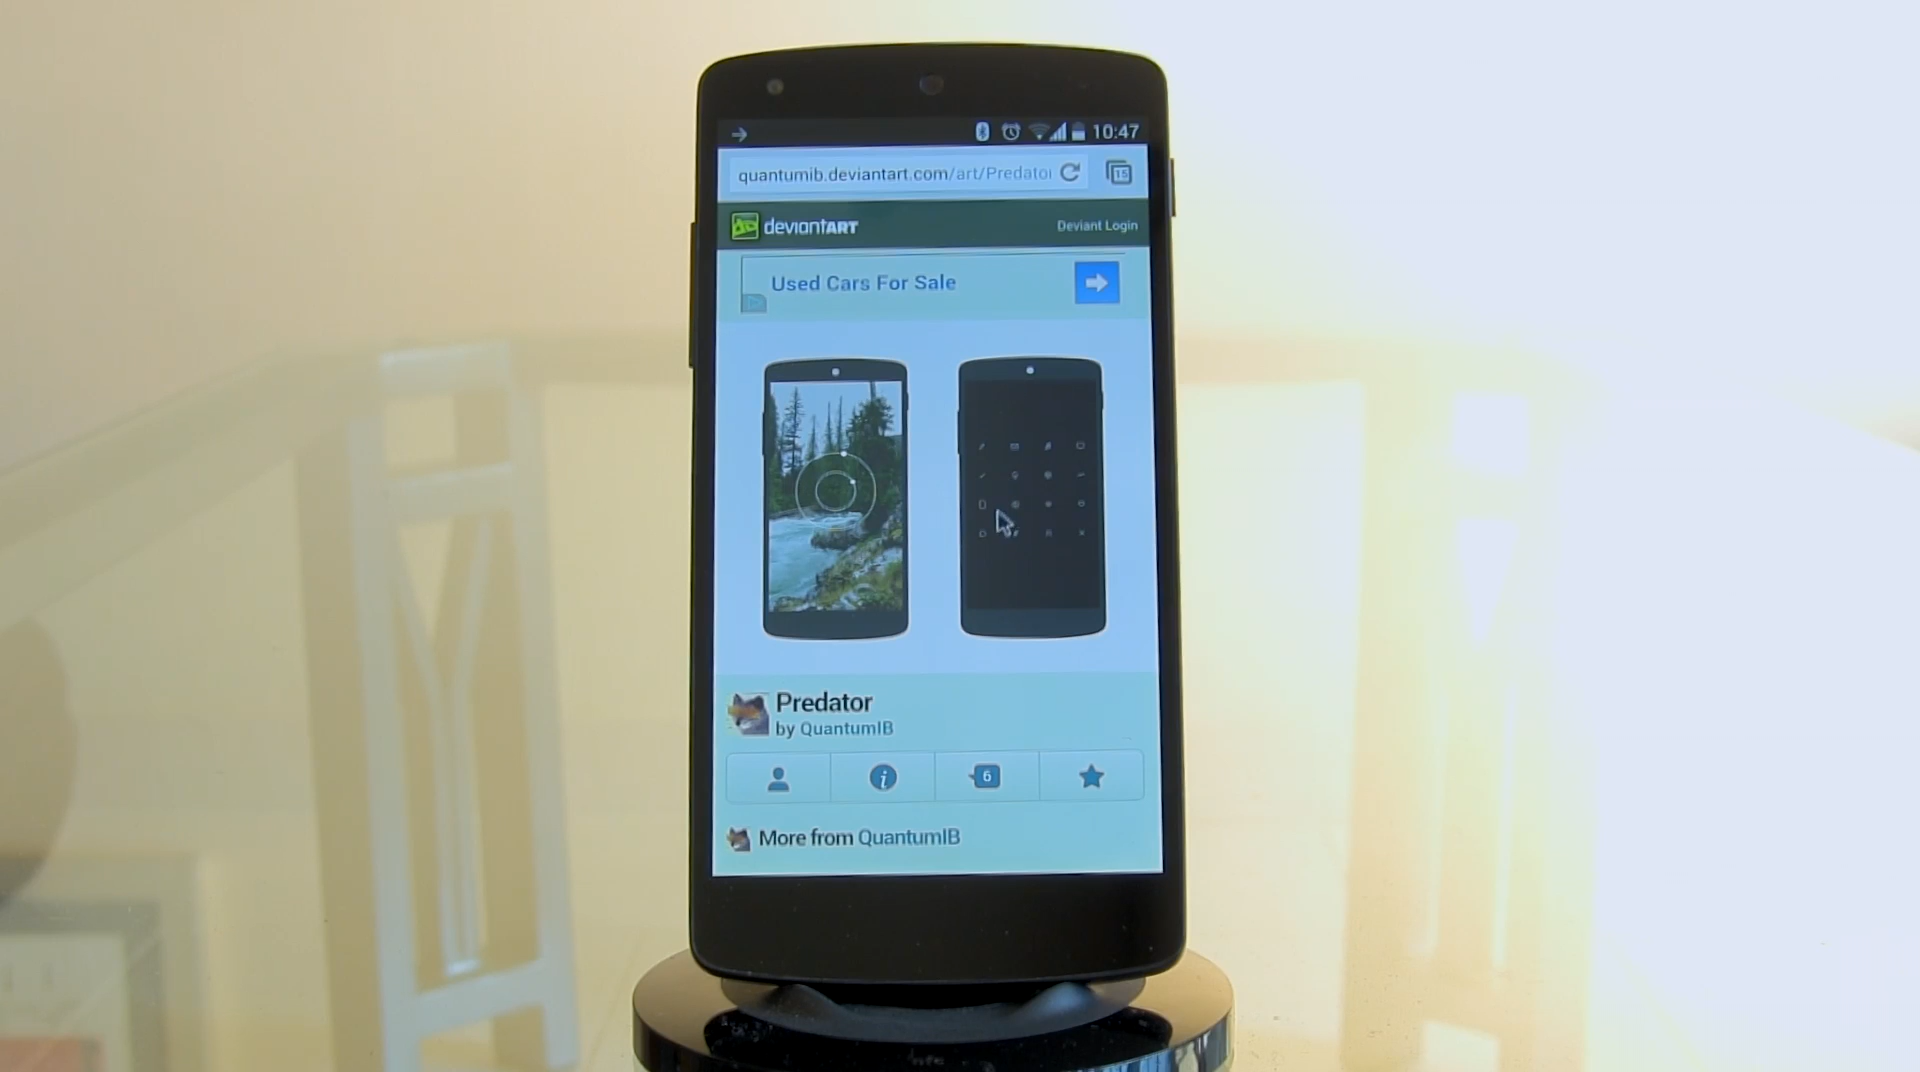 10:47
quantumib.deviantart.com/art/Predator
15
deviantART
Deviant Login
Used Cars For Sale
Predator
by QuantumIB
6
More from QuantumIB